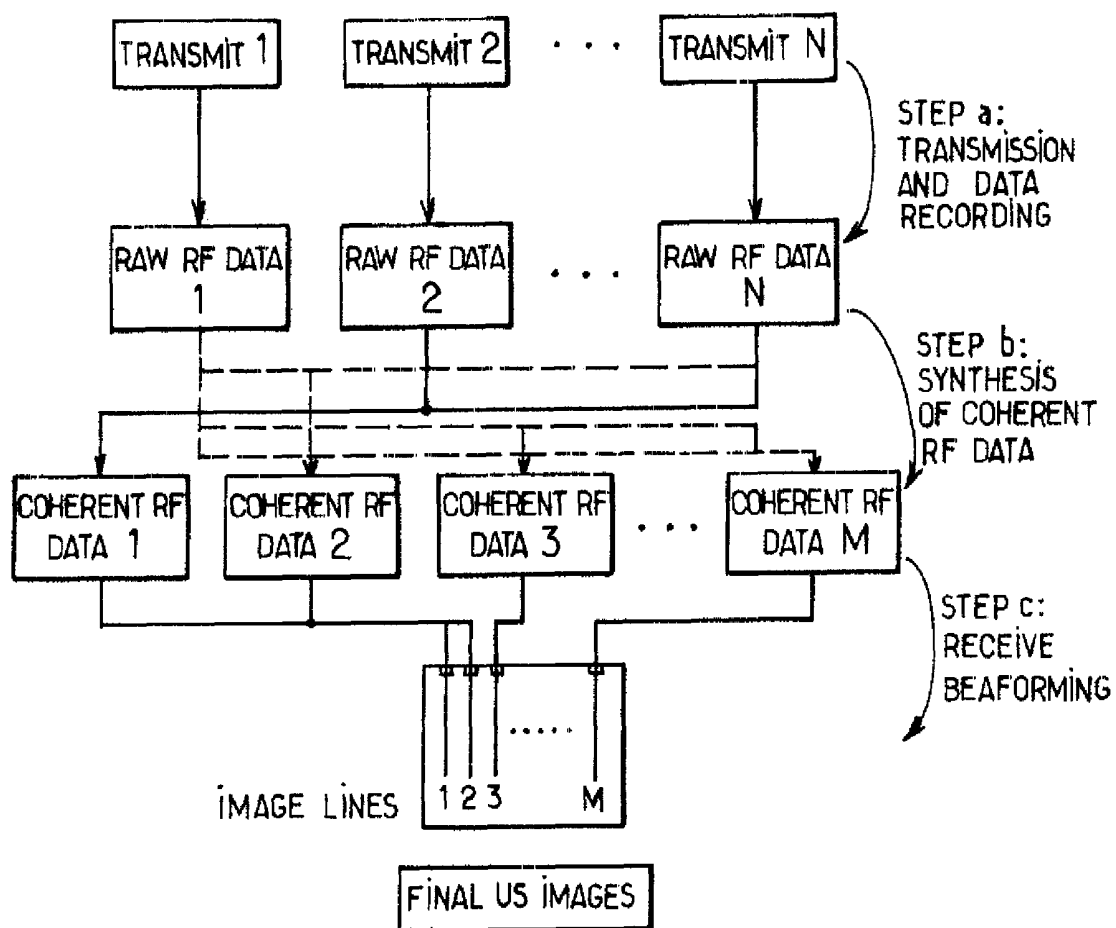 TRANSMIT 1
TRANSMIT 2
. . .
TRANSMIT N
STEP a:
TRANSMISSION
AND DATA
RECORDING
RAW RF DATA
1
RAW RF DATA
2
. . .
RAW RF DATA
N
STEP b:
SYNTHESIS
OF COHERENT
RF DATA
COHERENT RF
DATA 1
COHERENT RF
DATA 2
COHERENT RF
DATA 3
. . .
COHERENT RF
DATA M
STEP c:
RECEIVE
BEAFORMING
.....
1 2 3 M
IMAGE LINES
FINAL US IMAGES